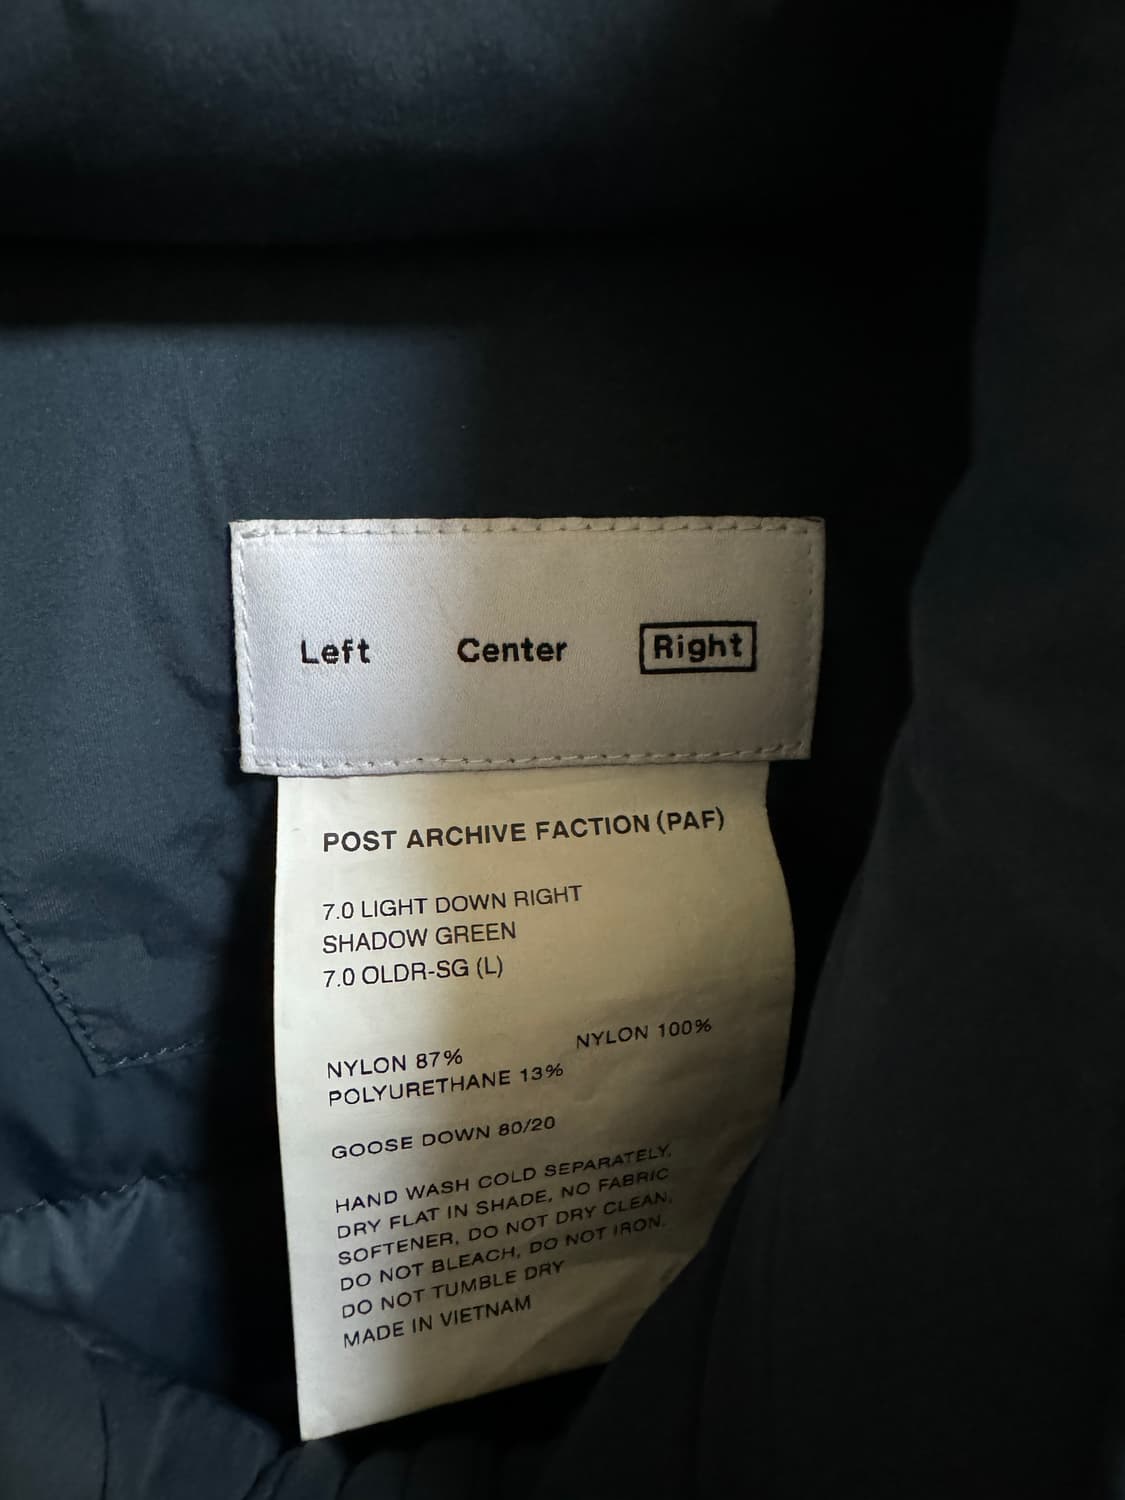 Left Center Right
POST ARCHIVE FACTION (PAF)
7.0 LIGHT DOWN RIGHT
SHADOW GREEN
7.0 OLDR-SG (L)
NYLON 87% NYLON 100%
POLYURETHANE 13%
GOOSE DOWN 80/20
HAND WASH COLD SEPARATELY,
DRY FLAT IN SHADE, NO FABRIC
SOFTENER, DO NOT DRY CLEAN,
DO NOT BLEACH, DO NOT IRON.
DO NOT TUMBLE DRY
MADE IN VIETNAM